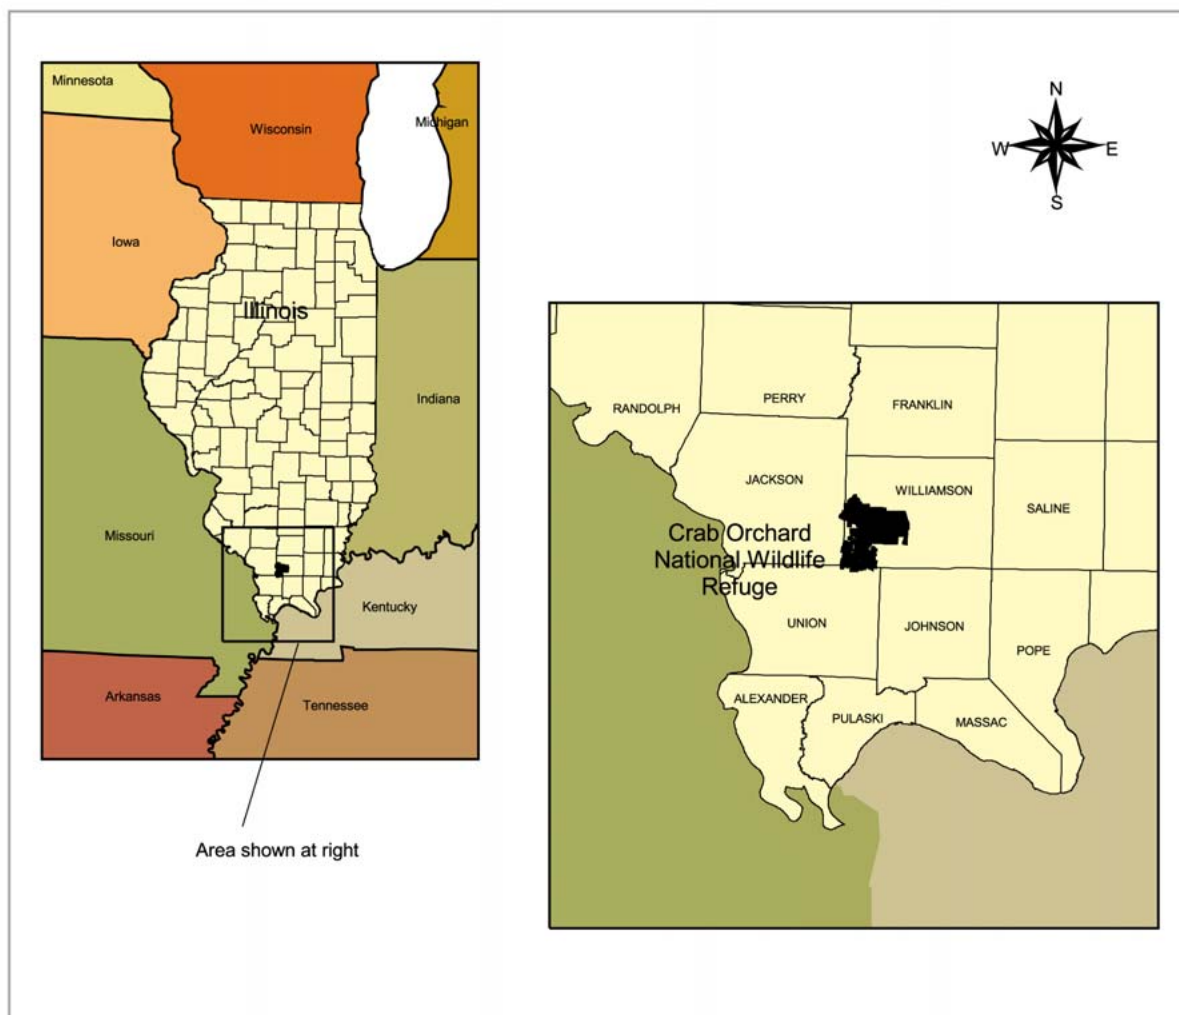 Minnesota
Wisconsin
Michigan
Iowa
Illinois
Indiana
Missouri
Kentucky
Arkansas
Tennessee
Area shown at right
N
W
E
S
RANDOLPH
PERRY
FRANKLIN
JACKSON
WILLIAMSON
SALINE
Crab Orchard
National Wildlife
Refuge
UNION
JOHNSON
POPE
ALEXANDER
PULASKI
MASSAC